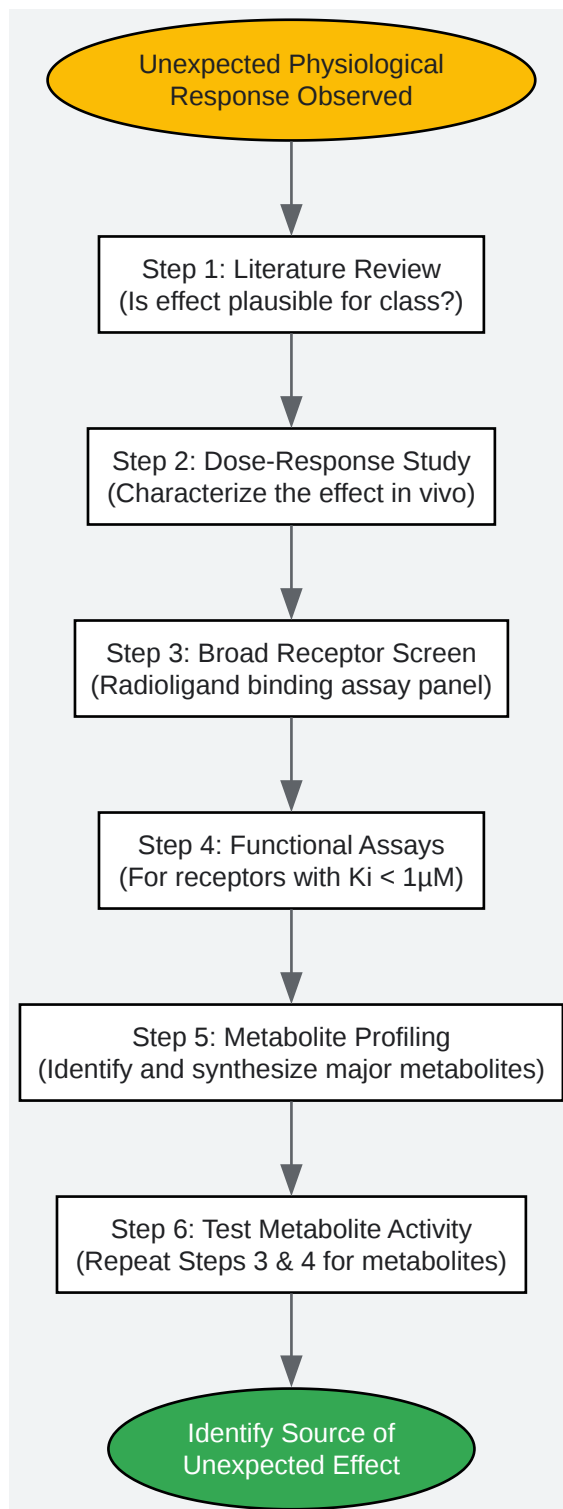 Unexpected Physiological
Response Observed
Step 1: Literature Review
(Is effect plausible for class?)
Step 2: Dose-Response Study
(Characterize the effect in vivo)
Step 3: Broad Receptor Screen
(Radioligand binding assay panel)
Step 4: Functional Assays
(For receptors with Ki < 1µM)
Step 5: Metabolite Profiling
(Identify and synthesize major metabolites)
Step 6: Test Metabolite Activity
(Repeat Steps 3 & 4 for metabolites)
Identify Source of
Unexpected Effect